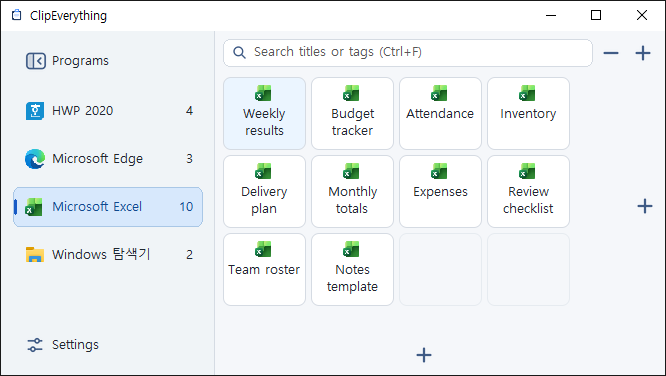 ClipEverything
Programs
Search titles or tags (Ctrl+F)
HWP 2020 4
Microsoft Edge 3
Microsoft Excel 10
Windows 탐색기 2
Settings
Weekly
results
Budget
tracker
Attendance
Inventory
Delivery
plan
Monthly
totals
Expenses
Review
checklist
Team roster
Notes
template